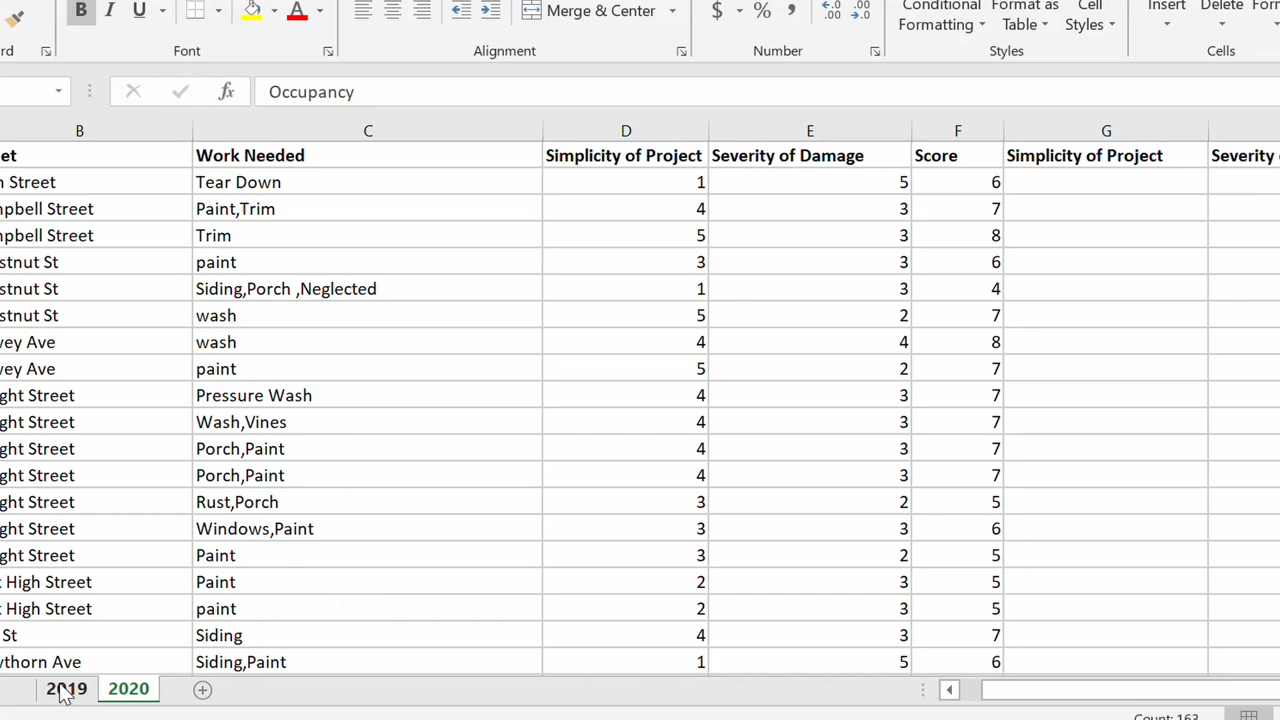 B I U
Merge & Center
$ % , .0 .00
Conditional Format as Cell Insert Delete
Formatting Table Styles
rd Font Alignment Number Styles Cells
fx Occupancy
B C D E F G
et Work Needed Simplicity of Project Severity of Damage Score Simplicity of Project Severity
n Street Tear Down 1 5 6
npbell Street Paint,Trim 4 3 7
npbell Street Trim 5 3 8
stnut St paint 3 3 6
stnut St Siding,Porch ,Neglected 1 3 4
stnut St wash 5 2 7
vey Ave wash 4 4 8
vey Ave paint 5 2 7
ght Street Pressure Wash 4 3 7
ght Street Wash,Vines 4 3 7
ght Street Porch,Paint 4 3 7
ght Street Porch,Paint 4 3 7
ght Street Rust,Porch 3 2 5
ght Street Windows,Paint 3 3 6
ght Street Paint 3 2 5
t High Street Paint 2 3 5
t High Street paint 2 3 5
St Siding 4 3 7
vthorn Ave Siding,Paint 1 5 6
2019 2020
Count: 163